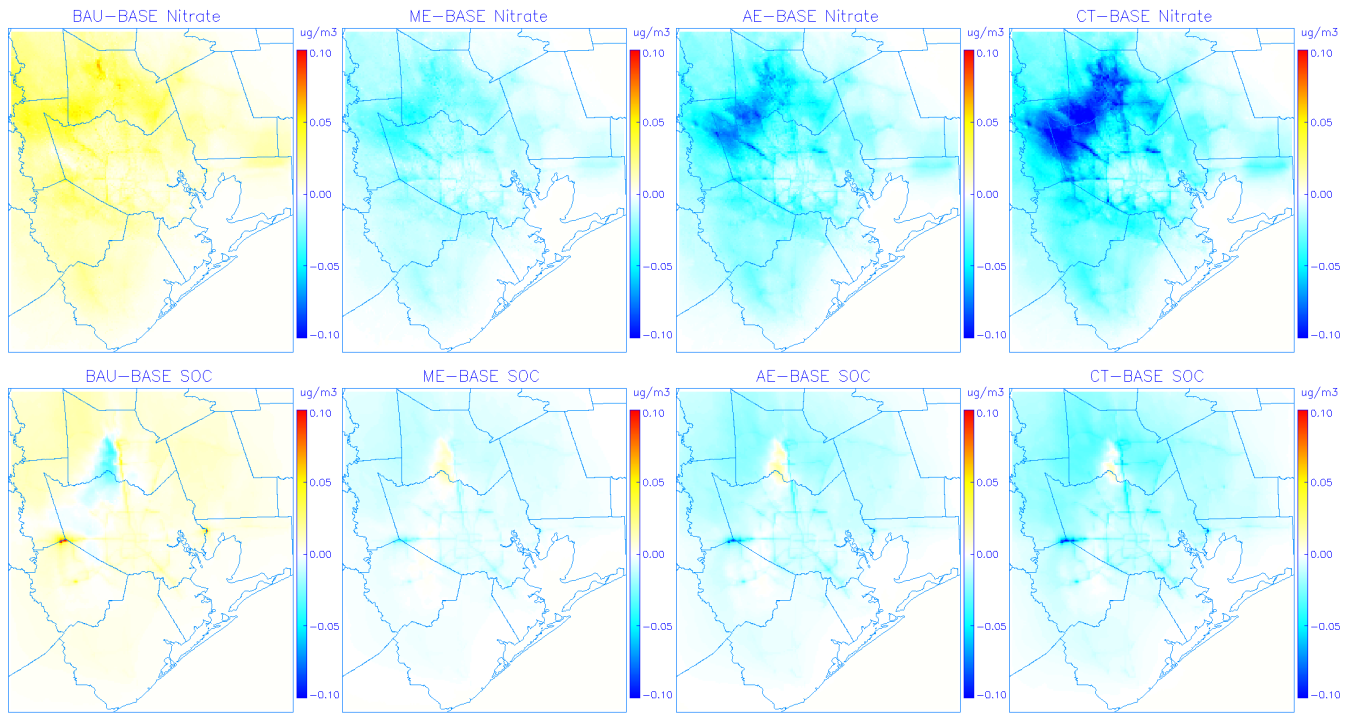 BAU−BASE Nitrate
ME−BASE Nitrate
AE−BASE Nitrate
CT−BASE Nitrate
ug/m3
0.10
0.05
0.00
−0.05
−0.10
ug/m3
0.10
0.05
0.00
−0.05
−0.10
ug/m3
0.10
0.05
0.00
−0.05
−0.10
ug/m3
0.10
0.05
0.00
−0.05
−0.10
BAU−BASE SOC
ME−BASE SOC
AE−BASE SOC
CT−BASE SOC
ug/m3
0.10
0.05
0.00
−0.05
−0.10
ug/m3
0.10
0.05
0.00
−0.05
−0.10
ug/m3
0.10
0.05
0.00
−0.05
−0.10
ug/m3
0.10
0.05
0.00
−0.05
−0.10